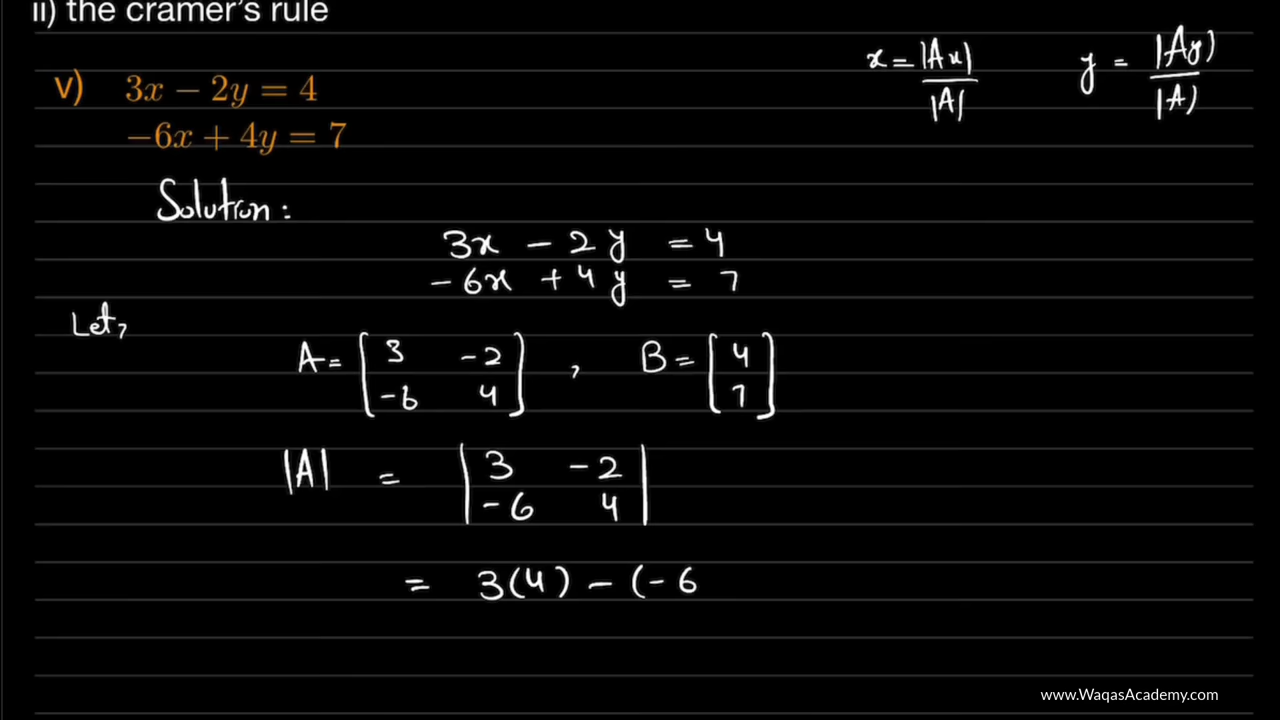 ii) the cramer's rule
x = |Ax| / |A|    y = |Ay| / |A|
v) 3x − 2y = 4
−6x + 4y = 7
Solution:
3x − 2y = 4
−6x + 4y = 7
Let,
A = [3 −2 , B = [4
−6 4] 7]
|A| = |3 −2
−6 4|
= 3(4) − (−6
www.WaqasAcademy.com